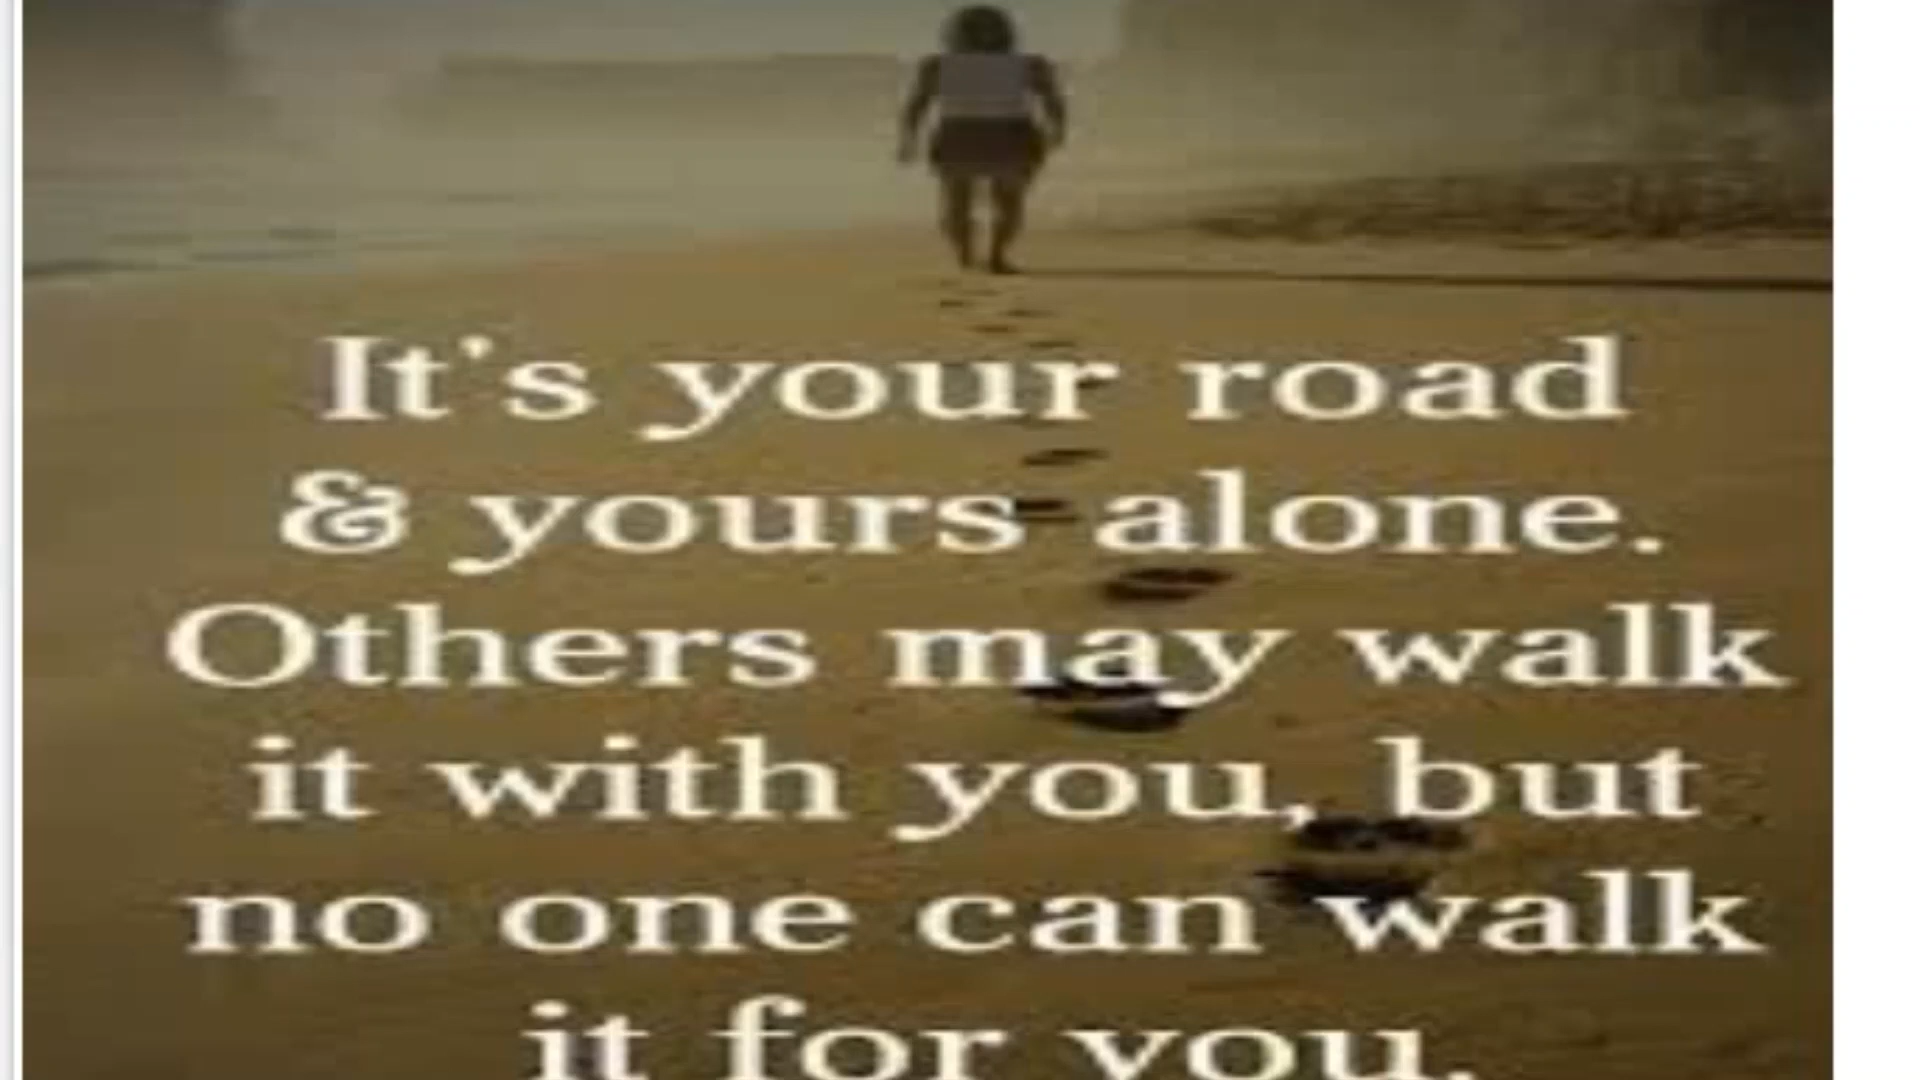 It's your road
& yours alone.
Others may walk
it with you, but
no one can walk
it for you.